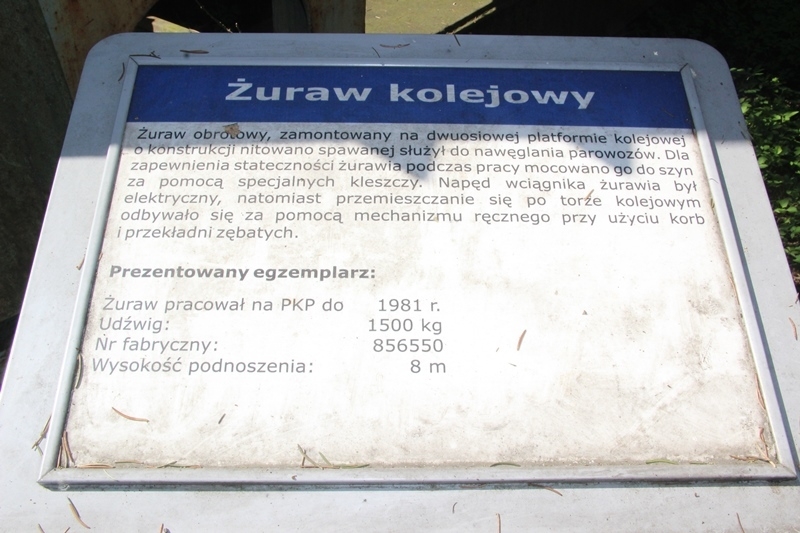 Żuraw kolejowy
Żuraw obrotowy, zamontowany na dwuosiowej platformie kolejowej
o konstrukcji nitowano spawanej służył do nawęglania parowozów. Dla
zapewnienia stateczności żurawia podczas pracy mocowano go do szyn
za pomocą specjalnych kleszczy. Napęd wciągnika żurawia był
elektryczny, natomiast przemieszczanie się po torze kolejowym
odbywało się za pomocą mechanizmu ręcznego przy użyciu korb
i przekładni zębatych.
Prezentowany egzemplarz:
Żuraw pracował na PKP do 1981 r.
Udźwig: 1500 kg
Nr fabryczny: 856550
Wysokość podnoszenia: 8 m